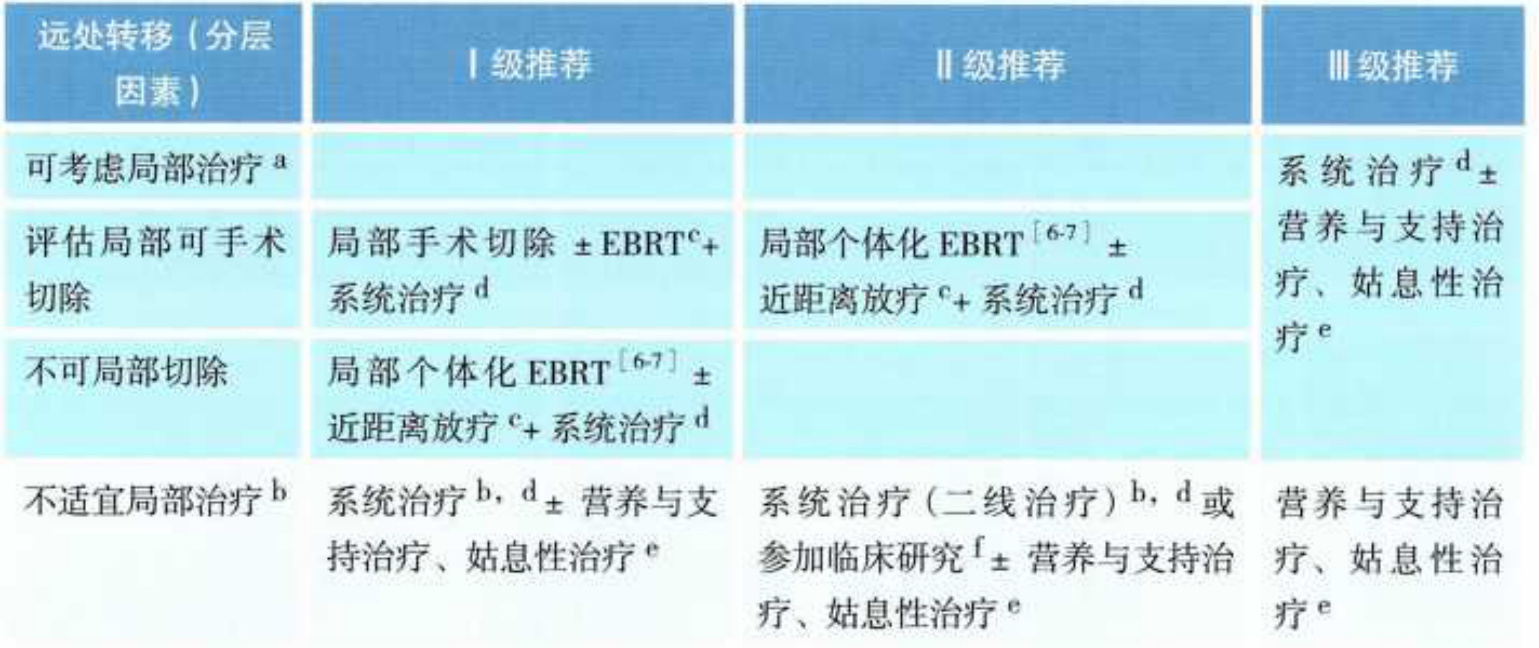 远处转移（分层
因素）
Ⅰ级推荐
Ⅱ级推荐
Ⅲ级推荐
可考虑局部治疗 a
系统治疗 d ±
营养与支持治
疗、姑息性治
疗 e
评估局部可手术
切除
局部手术切除 ± EBRT c +
系统治疗 d
局部个体化 EBRT [6-7] ±
近距离放疗 c + 系统治疗 d
不可局部切除
局部个体化 EBRT [6-7] ±
近距离放疗 c + 系统治疗 d
不适宜局部治疗 b
系统治疗 b, d ± 营养与支
持治疗、姑息性治疗 e
系统治疗（二线治疗）b, d 或
参加临床研究 f ± 营养与支持治
疗、姑息性治疗 e
营养与支持治
疗、姑息性治
疗 e